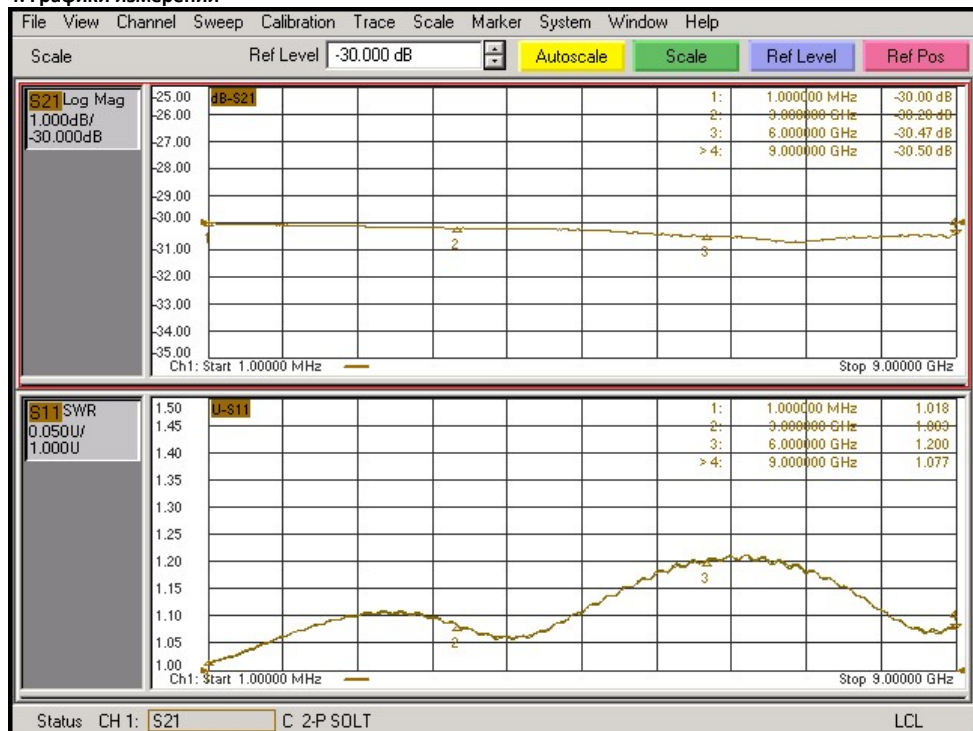 File View Channel Sweep Calibration Trace Scale Marker System Window Help
Scale Ref Level -30.000 dB Autoscale Scale Ref Level Ref Pos
S21 Log Mag
1.000dB/
-30.000dB
-25.00
-26.00
-27.00
-28.00
-29.00
-30.00
-31.00
-32.00
-33.00
-34.00
-35.00
dB-S21
1: 1.000000 MHz -30.00 dB
2: 3.000000 GHz
3: 6.000000 GHz -30.47 dB
> 4: 9.000000 GHz -30.50 dB
1
2
3
Ch1: Start 1.00000 MHz
Stop 9.00000 GHz
S11 SWR
0.050U/
1.000U
1.50
1.45
1.40
1.35
1.30
1.25
1.20
1.15
1.10
1.05
1.00
U-S11
1: 1.000000 MHz 1.018
2: 3.000000 GHz
3: 6.000000 GHz 1.200
> 4: 9.000000 GHz 1.077
2
3
Ch1: Start 1.00000 MHz
Stop 9.00000 GHz
Status CH 1: S21 C 2-P SOLT LCL